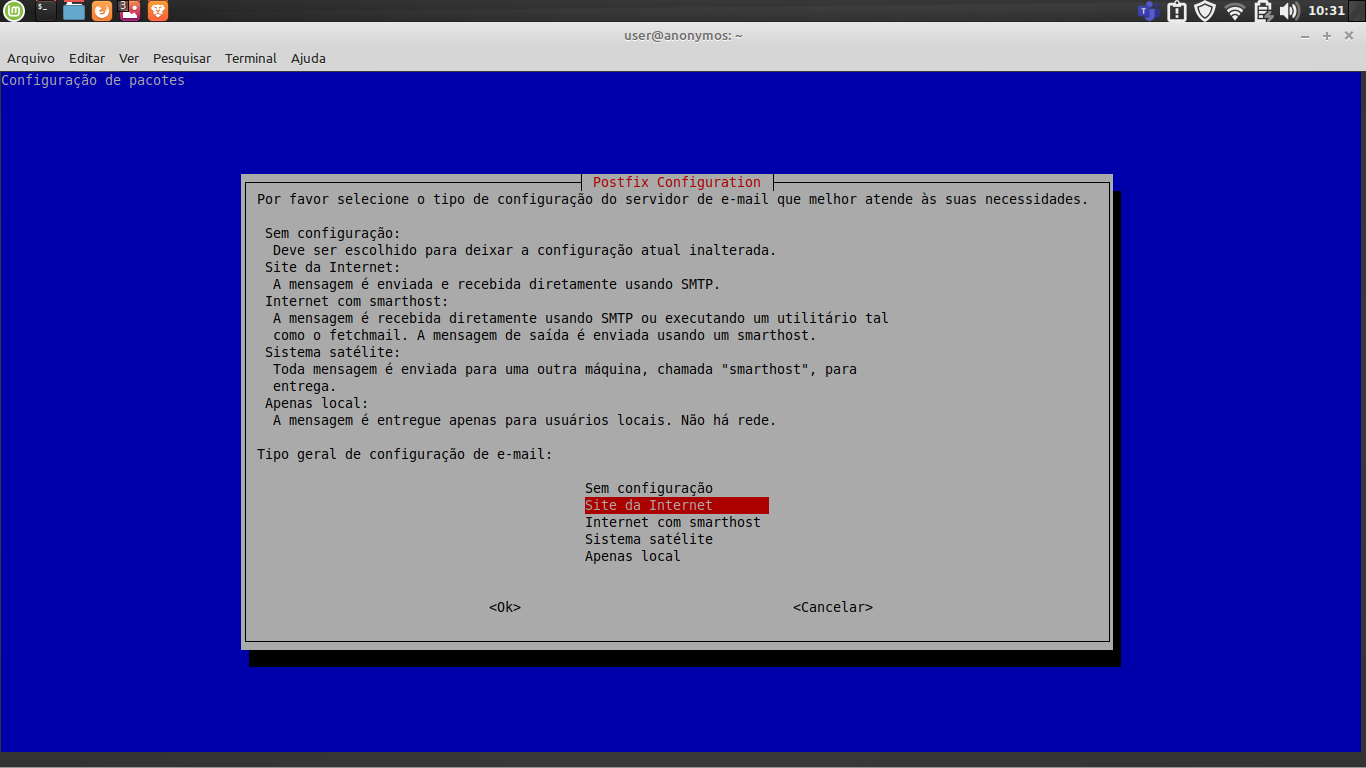 3
10:31
user@anonymos: ~
Arquivo Editar Ver Pesquisar Terminal Ajuda
Configuração de pacotes
Postfix Configuration
Por favor selecione o tipo de configuração do servidor de e-mail que melhor atende às suas necessidades.
Sem configuração:
Deve ser escolhido para deixar a configuração atual inalterada.
Site da Internet:
A mensagem é enviada e recebida diretamente usando SMTP.
Internet com smarthost:
A mensagem é recebida diretamente usando SMTP ou executando um utilitário tal
como o fetchmail. A mensagem de saída é enviada usando um smarthost.
Sistema satélite:
Toda mensagem é enviada para uma outra máquina, chamada "smarthost", para
entrega.
Apenas local:
A mensagem é entregue apenas para usuários locais. Não há rede.
Tipo geral de configuração de e-mail:
Sem configuração
Site da Internet
Internet com smarthost
Sistema satélite
Apenas local
<Ok> <Cancelar>